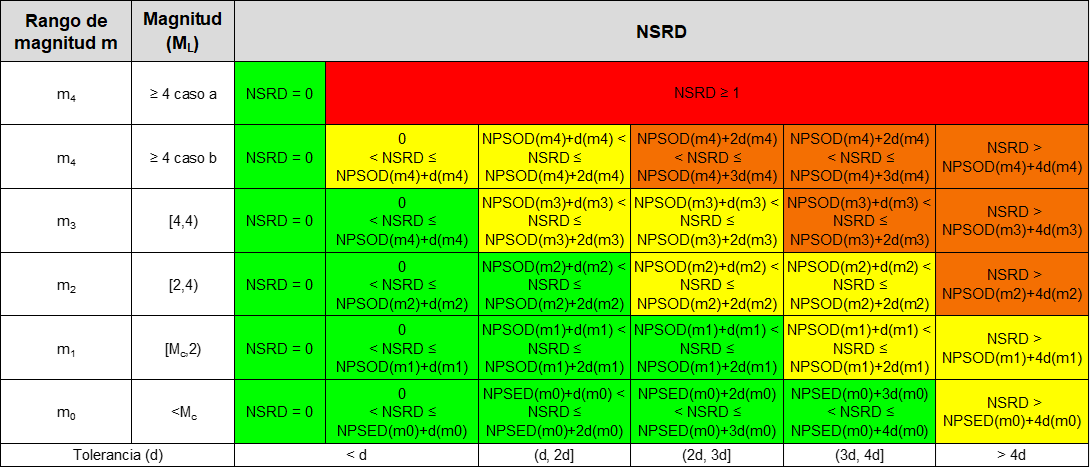 Rango de
magnitud m
Magnitud
(M_L)
NSRD
m₄
≥ 4 caso a
NSRD = 0
NSRD ≥ 1
m₄
≥ 4 caso b
NSRD = 0
0
< NSRD ≤
NPSOD(m4)+d(m4)
NPSOD(m4)+d(m4) <
NSRD ≤
NPSOD(m4)+2d(m4)
NPSOD(m4)+2d(m4)
< NSRD ≤
NPSOD(m4)+3d(m4)
NPSOD(m4)+2d(m4)
< NSRD ≤
NPSOD(m4)+3d(m4)
NSRD >
NPSOD(m4)+4d(m4)
m₃
[4,4)
NSRD = 0
0
< NSRD ≤
NPSOD(m4)+d(m4)
NPSOD(m3)+d(m3) <
NSRD ≤
NPSOD(m3)+2d(m3)
NPSOD(m3)+d(m3) <
NSRD ≤
NPSOD(m3)+2d(m3)
NPSOD(m3)+d(m3) <
NSRD ≤
NPSOD(m3)+2d(m3)
NSRD >
NPSOD(m3)+4d(m3)
m₂
[2,4)
NSRD = 0
0
< NSRD ≤
NPSOD(m2)+d(m2)
NPSOD(m2)+d(m2) <
NSRD ≤
NPSOD(m2)+2d(m2)
NPSOD(m2)+d(m2) <
NSRD ≤
NPSOD(m2)+2d(m2)
NPSOD(m2)+d(m2) <
NSRD ≤
NPSOD(m2)+2d(m2)
NSRD >
NPSOD(m2)+4d(m2)
m₁
[M_c,2)
NSRD = 0
0
< NSRD ≤
NPSOD(m1)+d(m1)
NPSOD(m1)+d(m1) <
NSRD ≤
NPSOD(m1)+2d(m1)
NPSOD(m1)+d(m1) <
NSRD ≤
NPSOD(m1)+2d(m1)
NPSOD(m1)+d(m1) <
NSRD ≤
NPSOD(m1)+2d(m1)
NSRD >
NPSOD(m1)+4d(m1)
m₀
<M_c
NSRD = 0
0
< NSRD ≤
NPSED(m0)+d(m0)
NPSED(m0)+d(m0) <
NSRD ≤
NPSED(m0)+2d(m0)
NPSED(m0)+2d(m0)
< NSRD ≤
NPSED(m0)+3d(m0)
NPSED(m0)+3d(m0)
< NSRD ≤
NPSED(m0)+4d(m0)
NSRD >
NPSED(m0)+4d(m0)
Tolerancia (d)
< d
(d, 2d]
(2d, 3d]
(3d, 4d]
> 4d